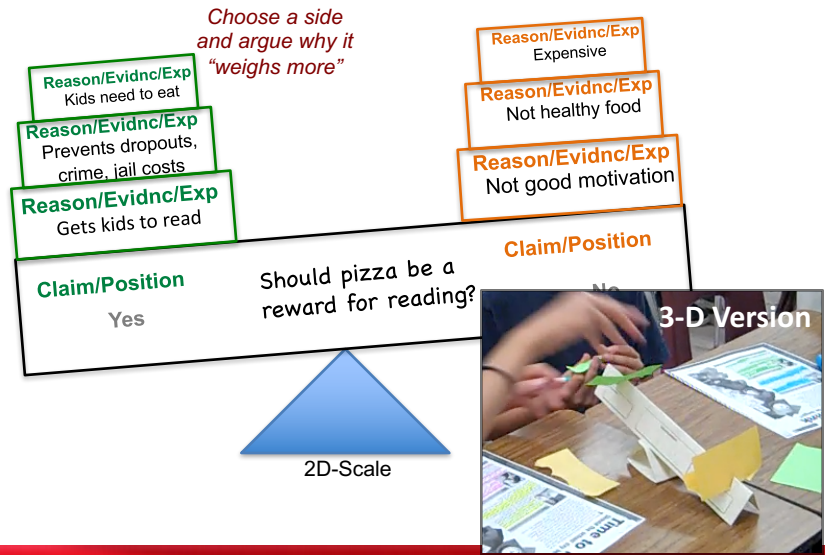 Choose a side
and argue why it
“weighs more”
Reason/Evidnc/Exp
Kids need to eat
Reason/Evidnc/Exp
Prevents dropouts,
crime, jail costs
Reason/Evidnc/Exp
Gets kids to read
Claim/Position
Yes
Should pizza be a
reward for reading?
Reason/Evidnc/Exp
Expensive
Reason/Evidnc/Exp
Not healthy food
Reason/Evidnc/Exp
Not good motivation
Claim/Position
No
2D-Scale
3-D Version
Time to